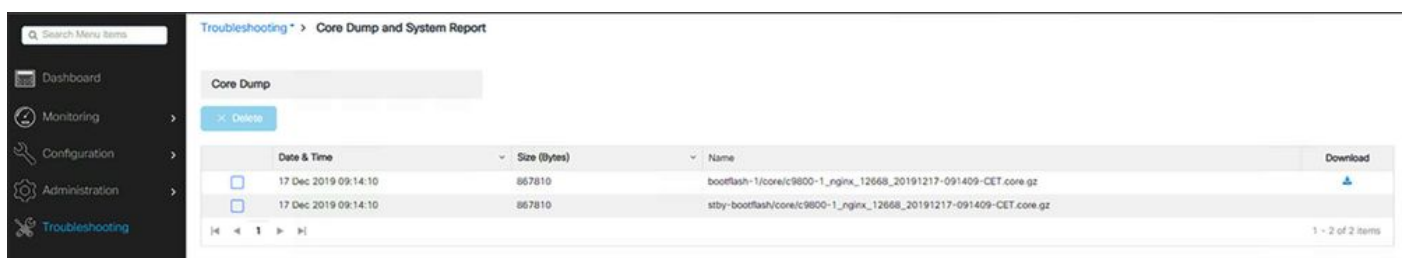 Search Menu Items
Dashboard
Monitoring
Configuration
Administration
Troubleshooting
Troubleshooting > Core Dump and System Report
Core Dump
× Delete
Date & Time Size (Bytes) Name Download
17 Dec 2019 09:14:10 867810 bootflash-1/core/c9800-1_nginx_12668_20191217-091409-CET.core.gz
17 Dec 2019 09:14:10 867810 stby-bootflash/core/c9800-1_nginx_12668_20191217-091409-CET.core.gz
1 1 - 2 of 2 items